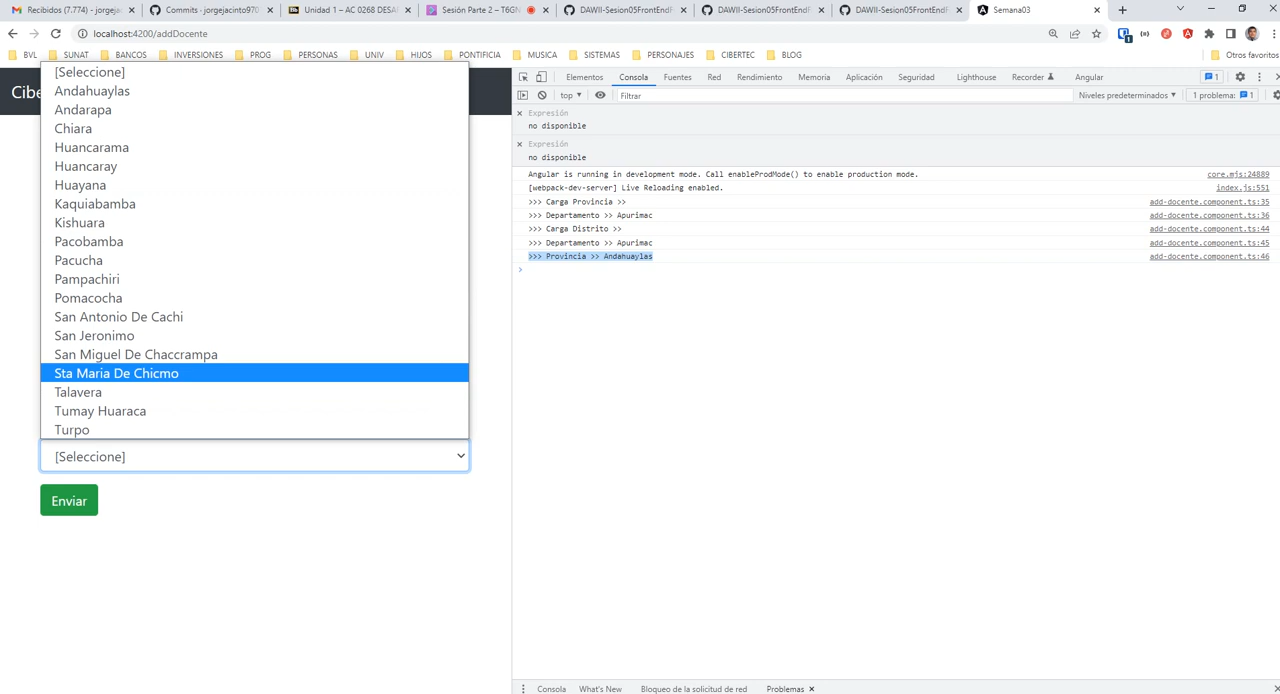 Recibidos (7.774) - jorgejac
Commits · jorgejacinto970
Unidad 1 – AC 0268 DESA
Sesión Parte 2 – T6GN
DAWII-Sesion05FrontEndF
DAWII-Sesion05FrontEndF
DAWII-Sesion05FrontEndF
Semana03
localhost:4200/addDocente
BVL
SUNAT
BANCOS
INVERSIONES
PROG
PERSONAS
UNIV
HIJOS
PONTIFICIA
MUSICA
SISTEMAS
PERSONAJES
CIBERTEC
BLOG
Otros favoritos
Cibe
[Seleccione]
Andahuaylas
Andarapa
Chiara
Huancarama
Huancaray
Huayana
Kaquiabamba
Kishuara
Pacobamba
Pacucha
Pampachiri
Pomacocha
San Antonio De Cachi
San Jeronimo
San Miguel De Chaccrampa
Sta Maria De Chicmo
Talavera
Tumay Huaraca
Turpo
[Seleccione]
Enviar
Elementos
Consola
Fuentes
Red
Rendimiento
Memoria
Aplicación
Seguridad
Lighthouse
Recorder
Angular
1
top
Filtrar
Niveles predeterminados
1 problema:
1
Expresión
no disponible
Expresión
no disponible
Angular is running in development mode. Call enableProdMode() to enable production mode. core.mjs:24889
[webpack-dev-server] Live Reloading enabled. index.js:551
>>> Carga Provincia >> add-docente.component.ts:35
>>> Departamento >> Apurimac add-docente.component.ts:36
>>> Carga Distrito >> add-docente.component.ts:44
>>> Departamento >> Apurimac add-docente.component.ts:45
>>> Provincia >> Andahuaylas add-docente.component.ts:46
Consola
What's New
Bloqueo de la solicitud de red
Problemas